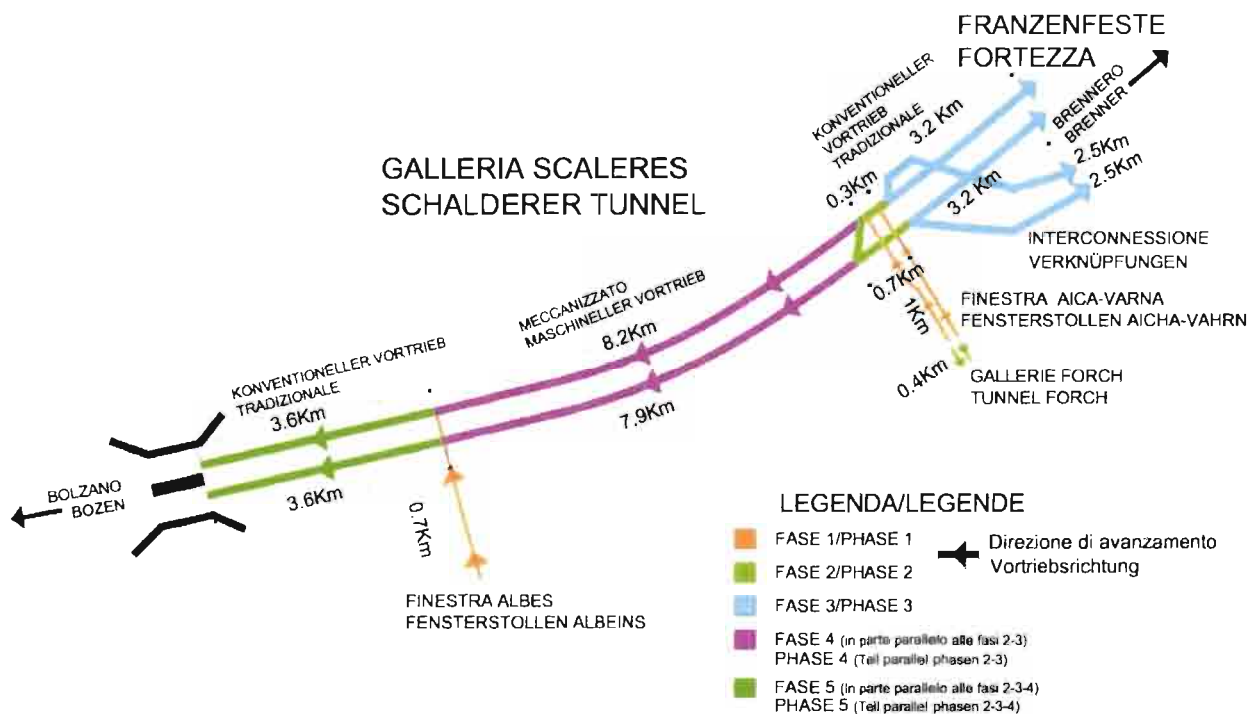 FRANZENFESTE
FORTEZZA
KONVENTIONELLER
VORTRIEB
TRADIZIONALE
3.2 Km
BRENNERO
BRENNER
2.5Km
2.5Km
GALLERIA SCALERES
SCHALDERER TUNNEL
0.3Km
3.2 Km
INTERCONNESSIONE
VERKNÜPFUNGEN
0.7Km
1Km
FINESTRA AICA-VARNA
FENSTERSTOLLEN AICHA-VAHRN
0.4Km
GALLERIE FORCH
TUNNEL FORCH
MECCANIZZATO
MASCHINELLER VORTRIEB
8.2Km
7.9Km
KONVENTIONELLER VORTRIEB
TRADIZIONALE
3.6Km
3.6Km
BOLZANO
BOZEN
0.7Km
FINESTRA ALBES
FENSTERSTOLLEN ALBEINS
LEGENDA/LEGENDE
FASE 1/PHASE 1
FASE 2/PHASE 2
FASE 3/PHASE 3
FASE 4 (in parte parallelo alle fasi 2-3)
PHASE 4 (Teil parallel phasen 2-3)
FASE 5 (In parte parallelo alle fasi 2-3-4)
PHASE 5 (Teil parallel phasen 2-3-4)
Direzione di avanzamento
Vortriebsrichtung